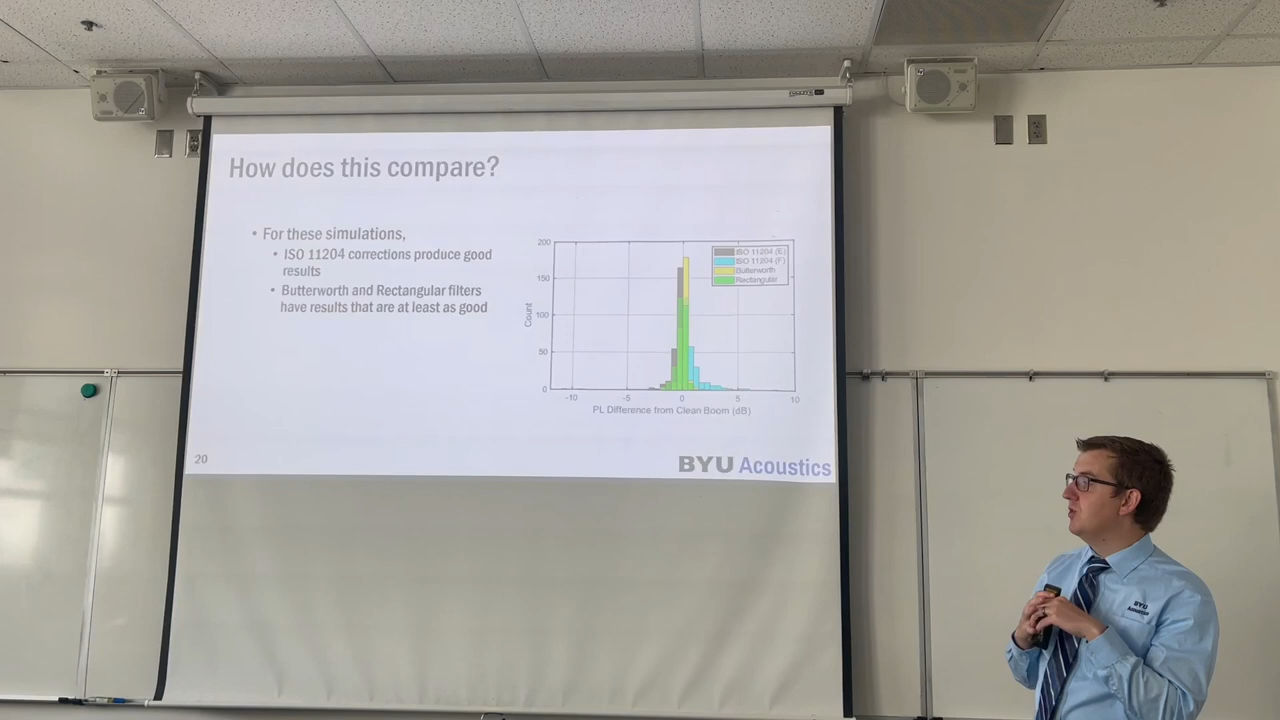 How does this compare?
• For these simulations,
• ISO 11204 corrections produce good
results
• Butterworth and Rectangular filters
have results that are at least as good
200
150
100
50
0
Count
-10
-5
0
5
10
PL Difference from Clean Boom (dB)
ISO 11204 (E)
ISO 11204 (F)
Butterworth
Rectangular
20
BYU Acoustics
BYU
Acoustics